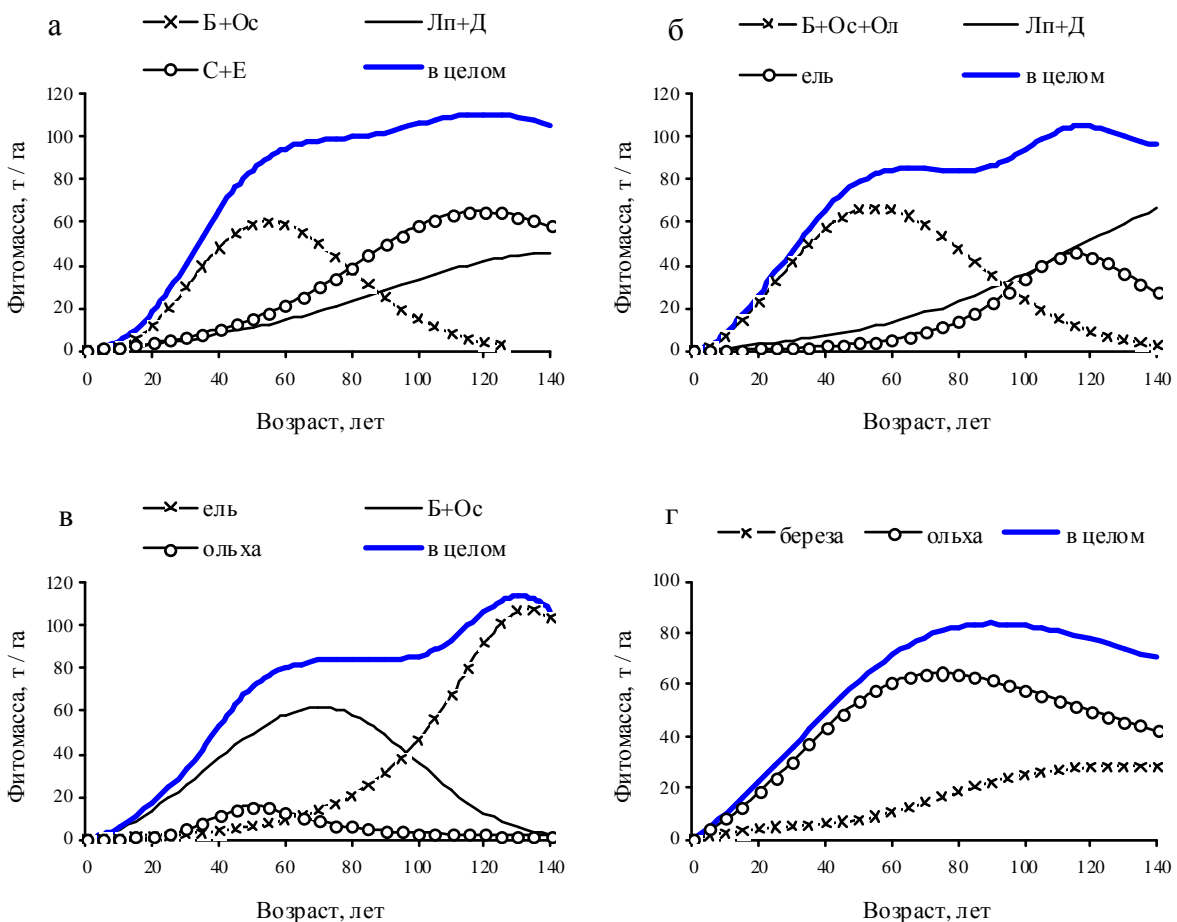 а
Б+Ос Лп+Д
С+Е в целом
Фитомасса, т / га
120
100
80
60
40
20
0
0 20 40 60 80 100 120 140
Возраст, лет
б
Б+Ос+Ол Лп+Д
ель в целом
Фитомасса, т / га
120
100
80
60
40
20
0
0 20 40 60 80 100 120 140
Возраст, лет
в
ель Б+Ос
ольха в целом
Фитомасса, т / га
120
100
80
60
40
20
0
0 20 40 60 80 100 120 140
Возраст, лет
г
береза ольха в целом
Фитомасса, т / га
100
80
60
40
20
0
0 20 40 60 80 100 120 140
Возраст, лет